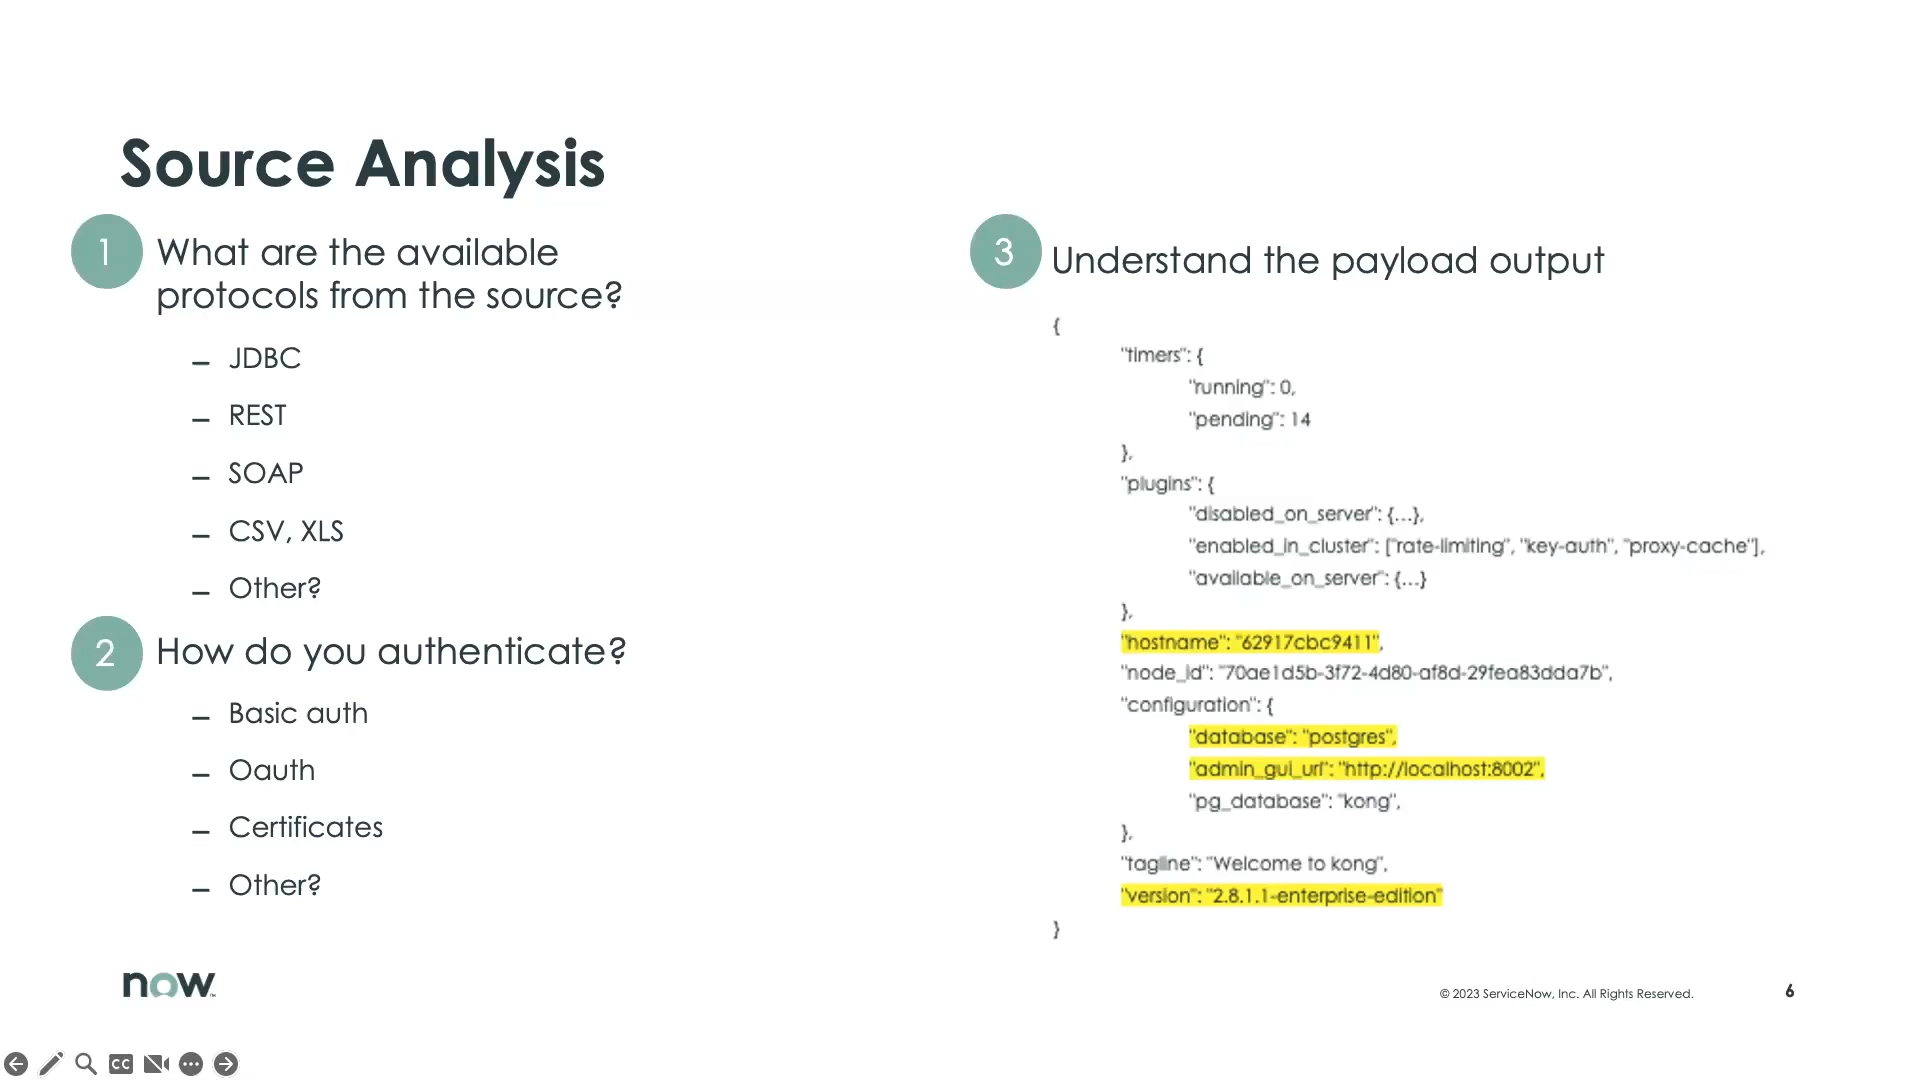 Source Analysis
1
What are the available
protocols from the source?
– JDBC
– REST
– SOAP
– CSV, XLS
– Other?
2
How do you authenticate?
– Basic auth
– Oauth
– Certificates
– Other?
3
Understand the payload output
{
"timers": {
"running": 0,
"pending": 14
},
"plugins": {
"disabled_on_server": {...},
"enabled_in_cluster": ["rate-limiting", "key-auth", "proxy-cache"],
"available_on_server": {...}
},
"hostname": "62917cbc9411",
"node_id": "70ae1d5b-3f72-4d80-af8d-29fea83dda7b",
"configuration": {
"database": "postgres",
"admin_gui_url": "http://localhost:8002",
"pg_database": "kong",
},
"tagline": "Welcome to kong",
"version": "2.8.1.1-enterprise-edition"
}
now™
© 2023 ServiceNow, Inc. All Rights Reserved.
6
CC